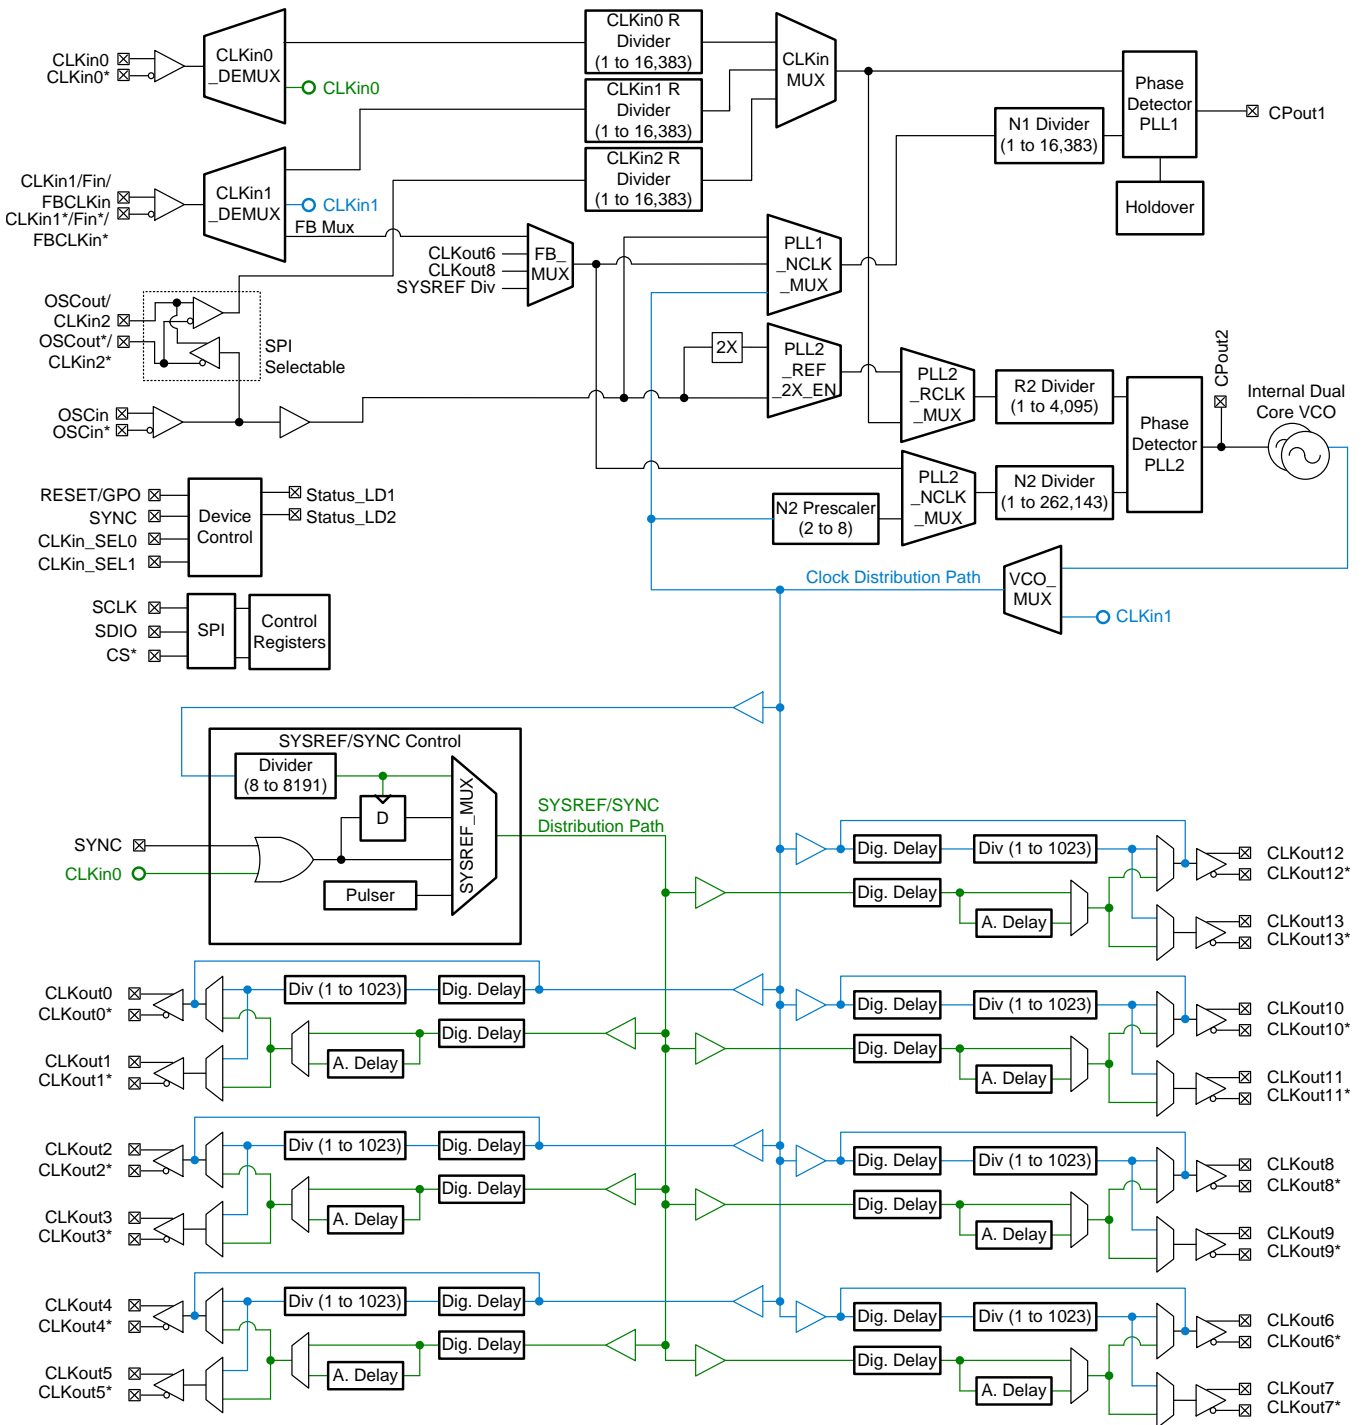 CLKin0
CLKin0*
CLKin0
_DEMUX
CLKin0
CLKin0 R
Divider
(1 to 16,383)
CLKin1 R
Divider
(1 to 16,383)
CLKin2 R
Divider
(1 to 16,383)
CLKin
MUX
Phase
Detector
PLL1
CPout1
N1 Divider
(1 to 16,383)
Holdover
CLKin1/Fin/
FBCLKin
CLKin1*/Fin*/
FBCLKin*
CLKin1
_DEMUX
CLKin1
FB Mux
CLKout6
CLKout8
SYSREF Div
FB_
MUX
PLL1
_NCLK
_MUX
OSCout/
CLKin2
OSCout*/
CLKin2*
SPI
Selectable
OSCin
OSCin*
2X
PLL2
_REF
_2X_EN
PLL2
_RCLK
_MUX
R2 Divider
(1 to 4,095)
Phase
Detector
PLL2
CPout2
Internal Dual
Core VCO
PLL2
_NCLK
_MUX
N2 Divider
(1 to 262,143)
N2 Prescaler
(2 to 8)
RESET/GPO
SYNC
CLKin_SEL0
CLKin_SEL1
Device
Control
Status_LD1
Status_LD2
SCLK
SDIO
CS*
SPI
Control
Registers
Clock Distribution Path
VCO_
MUX
CLKin1
SYSREF/SYNC Control
Divider
(8 to 8191)
D
SYSREF_MUX
Pulser
SYNC
CLKin0
SYSREF/SYNC
Distribution Path
Dig. Delay
Div (1 to 1023)
Dig. Delay
A. Delay
CLKout12
CLKout12*
CLKout13
CLKout13*
CLKout0
CLKout0*
CLKout1
CLKout1*
Div (1 to 1023)
Dig. Delay
A. Delay
Dig. Delay
Dig. Delay
Div (1 to 1023)
Dig. Delay
A. Delay
CLKout10
CLKout10*
CLKout11
CLKout11*
CLKout2
CLKout2*
CLKout3
CLKout3*
Div (1 to 1023)
Dig. Delay
A. Delay
Dig. Delay
Dig. Delay
Div (1 to 1023)
Dig. Delay
A. Delay
CLKout8
CLKout8*
CLKout9
CLKout9*
CLKout4
CLKout4*
CLKout5
CLKout5*
Div (1 to 1023)
Dig. Delay
A. Delay
Dig. Delay
Dig. Delay
Div (1 to 1023)
Dig. Delay
A. Delay
CLKout6
CLKout6*
CLKout7
CLKout7*